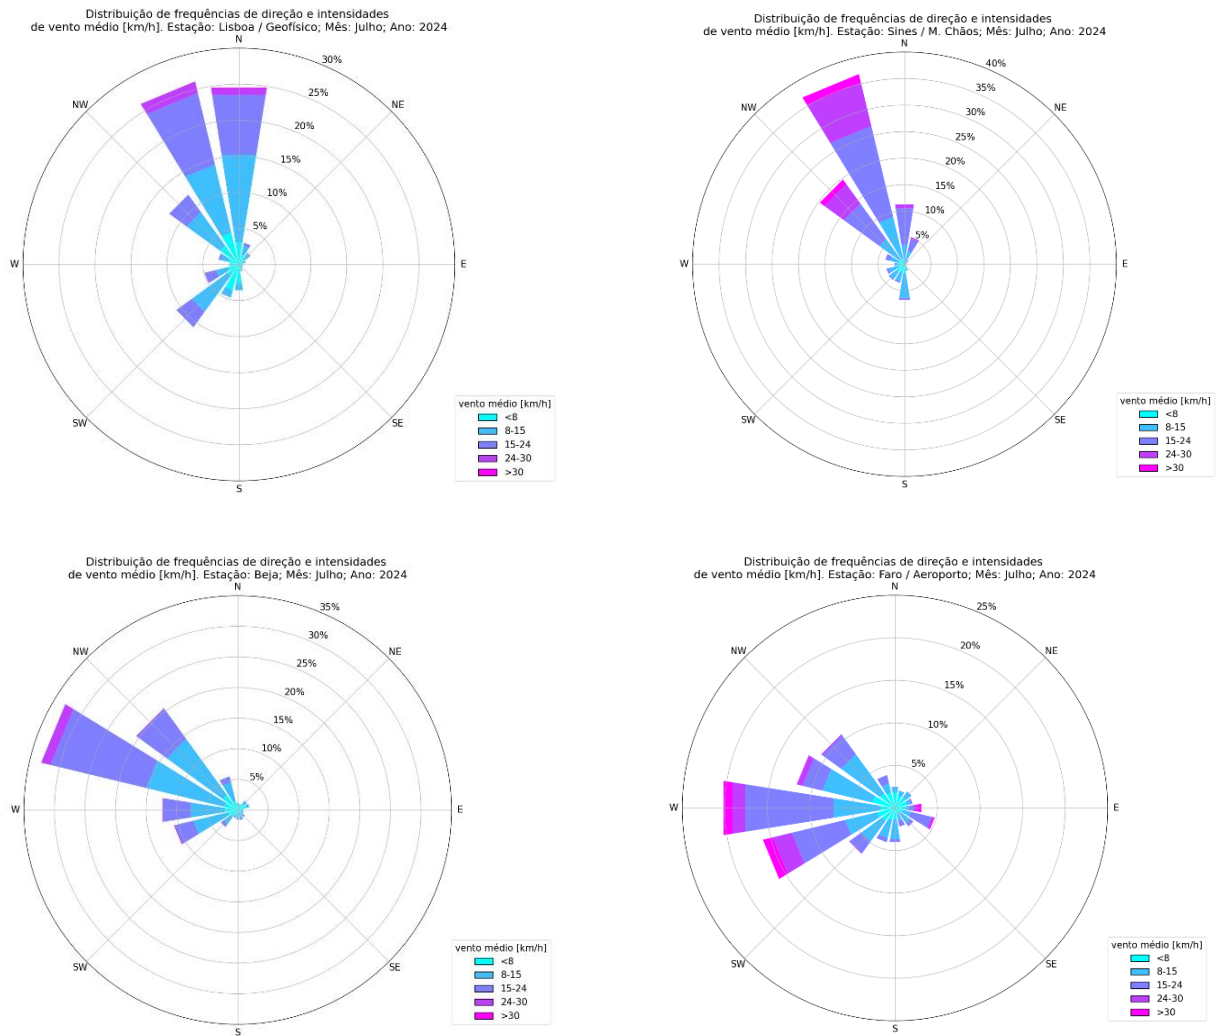 Distribuição de frequências de direção e intensidades
de vento médio [km/h]. Estação: Lisboa / Geofísico; Mês: Julho; Ano: 2024
N
30%
25%
20%
15%
10%
5%
NW
NE
W
E
SW
SE
S
vento médio [km/h]
<8
8-15
15-24
24-30
>30
Distribuição de frequências de direção e intensidades
de vento médio [km/h]. Estação: Sines / M. Chãos; Mês: Julho; Ano: 2024
N
40%
35%
30%
25%
20%
15%
10%
5%
NW
NE
W
E
SW
SE
S
vento médio [km/h]
<8
8-15
15-24
24-30
>30
Distribuição de frequências de direção e intensidades
de vento médio [km/h]. Estação: Beja; Mês: Julho; Ano: 2024
N
35%
30%
25%
20%
15%
10%
5%
NW
NE
W
E
SW
SE
S
vento médio [km/h]
<8
8-15
15-24
24-30
>30
Distribuição de frequências de direção e intensidades
de vento médio [km/h]. Estação: Faro / Aeroporto; Mês: Julho; Ano: 2024
N
25%
20%
15%
10%
5%
NW
NE
W
E
SW
SE
S
vento médio [km/h]
<8
8-15
15-24
24-30
>30